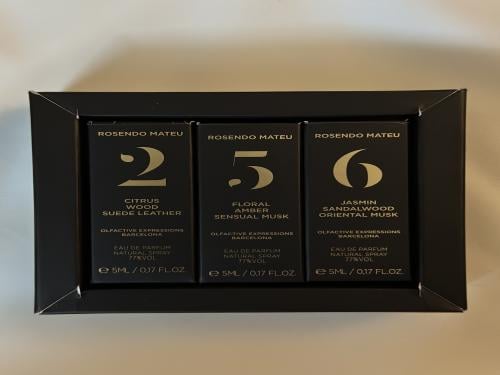 ROSENDO MATEU
2
CITRUS
WOOD
SUEDE LEATHER
OLFACTIVE EXPRESSIONS
BARCELONA
EAU DE PARFUM
NATURAL SPRAY
77%VOL
℮ 5ML / 0,17 FL.OZ.
ROSENDO MATEU
5
FLORAL
AMBER
SENSUAL MUSK
OLFACTIVE EXPRESSIONS
BARCELONA
EAU DE PARFUM
NATURAL SPRAY
77%VOL
℮ 5ML / 0,17 FL.OZ.
ROSENDO MATEU
6
JASMIN
SANDALWOOD
ORIENTAL MUSK
OLFACTIVE EXPRESSIONS
BARCELONA
EAU DE PARFUM
NATURAL SPRAY
77%VOL
℮ 5ML / 0,17 FL.OZ.